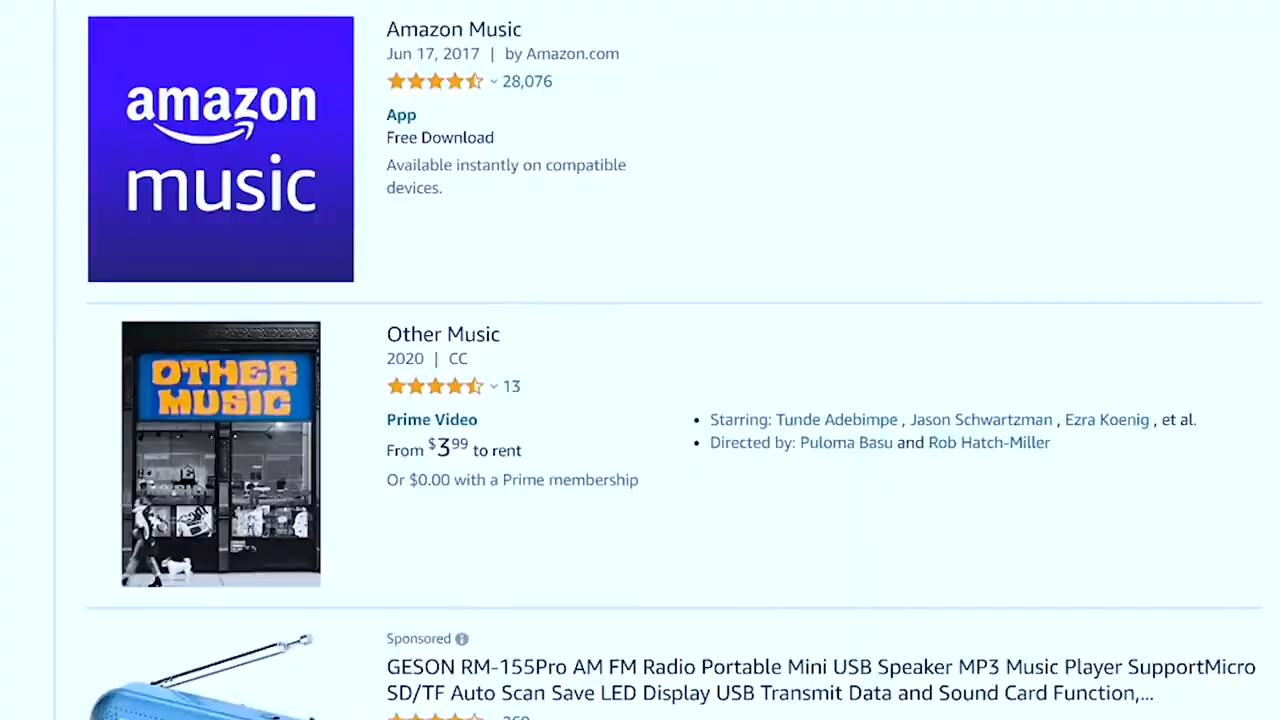 amazon
music
Amazon Music
Jun 17, 2017 | by Amazon.com
28,076
App
Free Download
Available instantly on compatible
devices.
OTHER
MUSIC
Other Music
2020 | CC
13
Prime Video
From $3.99 to rent
Or $0.00 with a Prime membership
• Starring: Tunde Adebimpe , Jason Schwartzman , Ezra Koenig , et al.
• Directed by: Puloma Basu and Rob Hatch-Miller
Sponsored
GESON RM-155Pro AM FM Radio Portable Mini USB Speaker MP3 Music Player SupportMicro
SD/TF Auto Scan Save LED Display USB Transmit Data and Sound Card Function,...